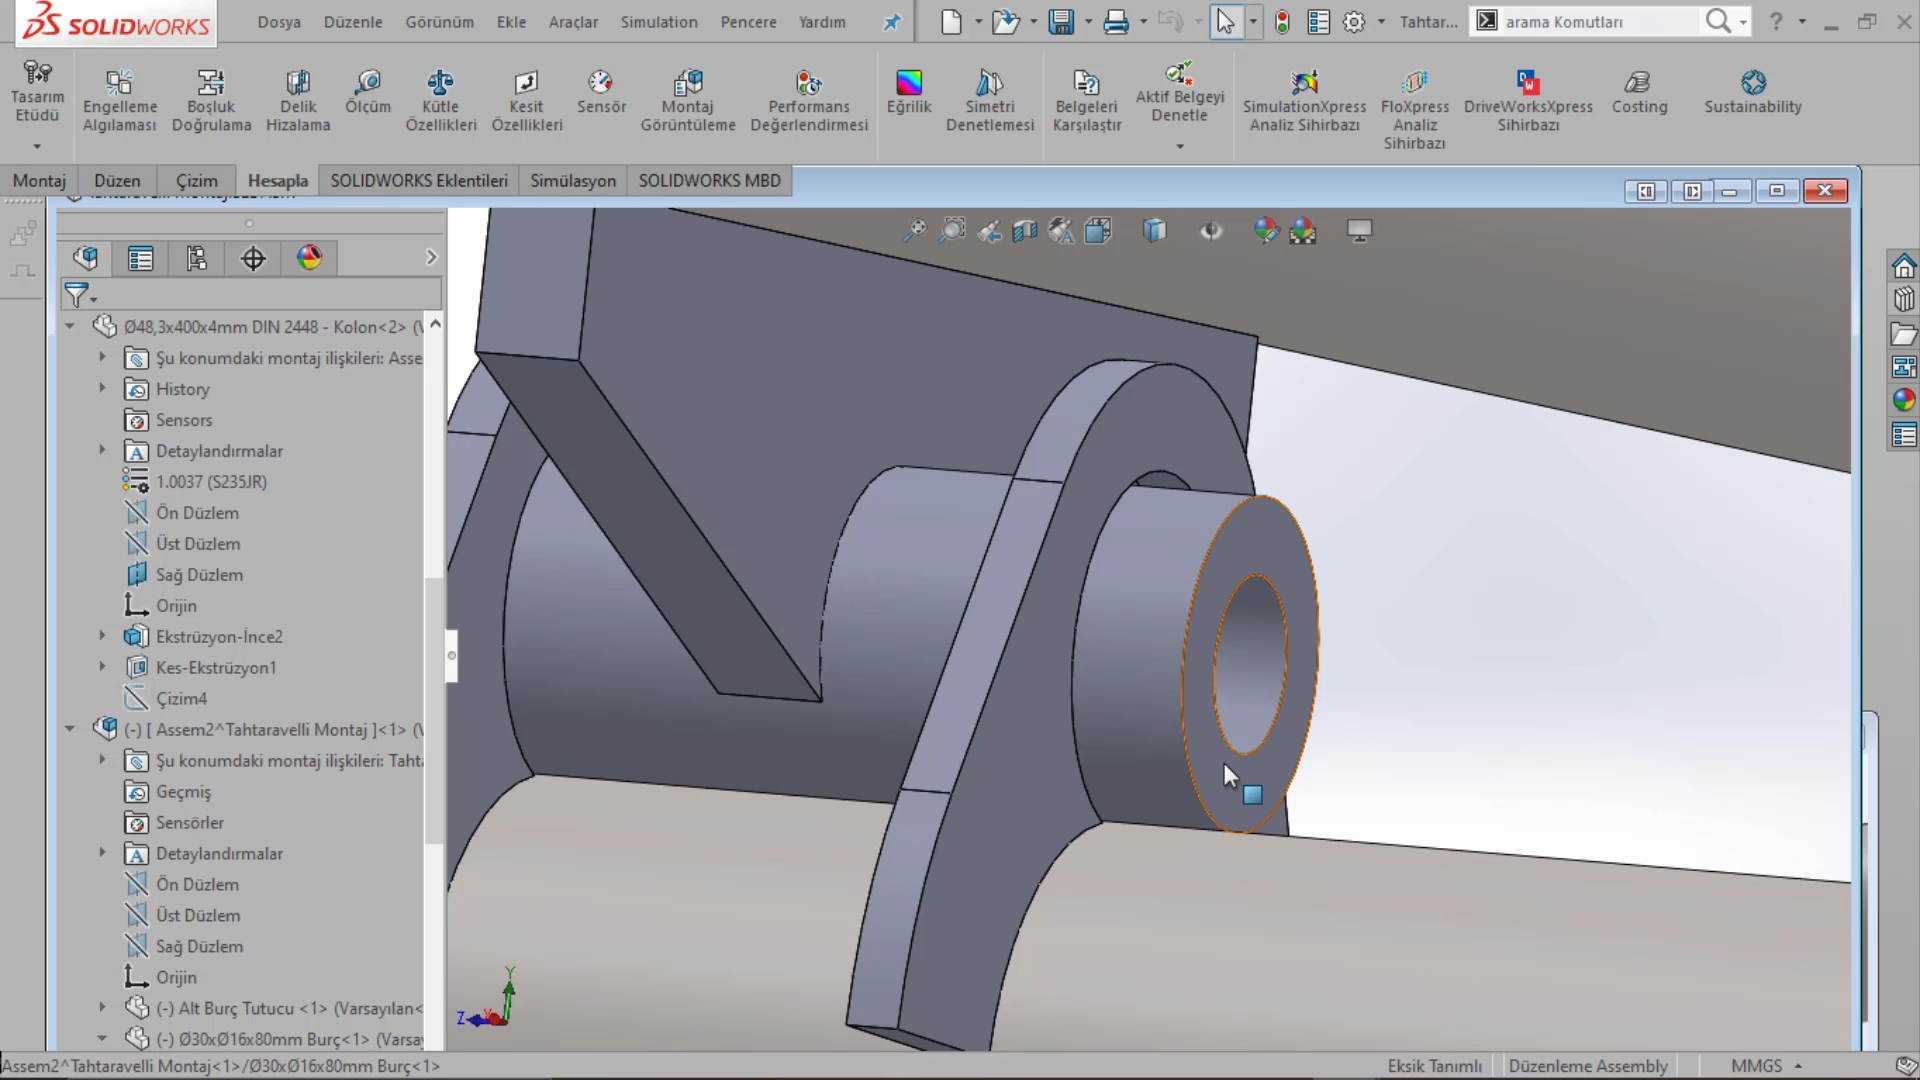 SOLIDWORKS
Dosya Düzenle Görünüm Ekle Araçlar Simulation Pencere Yardım
Tahtar...
arama Komutları
Tasarım Etüdü
Engelleme Algılaması
Boşluk Doğrulama
Delik Hizalama
Ölçüm
Kütle Özellikleri
Kesit Özellikleri
Sensör
Montaj Görüntüleme
Performans Değerlendirmesi
Eğrilik
Simetri Denetlemesi
Belgeleri Karşılaştır
Aktif Belgeyi Denetle
SimulationXpress Analiz Sihirbazı
FloXpress Analiz Sihirbazı
DriveWorksXpress Sihirbazı
Costing
Sustainability
Montaj Düzen Çizim Hesapla SOLIDWORKS Eklentileri Simülasyon SOLIDWORKS MBD
Ø48,3x400x4mm DIN 2448 - Kolon<2> (V
Şu konumdaki montaj ilişkileri: Asse
History
Sensors
Detaylandırmalar
1.0037 (S235JR)
Ön Düzlem
Üst Düzlem
Sağ Düzlem
Orijin
Ekstrüzyon-İnce2
Kes-Ekstrüzyon1
Çizim4
(-) [ Assem2^Tahtaravelli Montaj ]<1> (V
Şu konumdaki montaj ilişkileri: Tahta
Geçmiş
Sensörler
Detaylandırmalar
Ön Düzlem
Üst Düzlem
Sağ Düzlem
Orijin
(-) Alt Burç Tutucu <1> (Varsayılan<
(-) Ø30xØ16x80mm Burç<1> (Varsa
Y
Z
X
Assem2^Tahtaravelli Montaj<1>/Ø30xØ16x80mm Burç<1>
Eksik Tanımlı
Düzenleme Assembly
MMGS